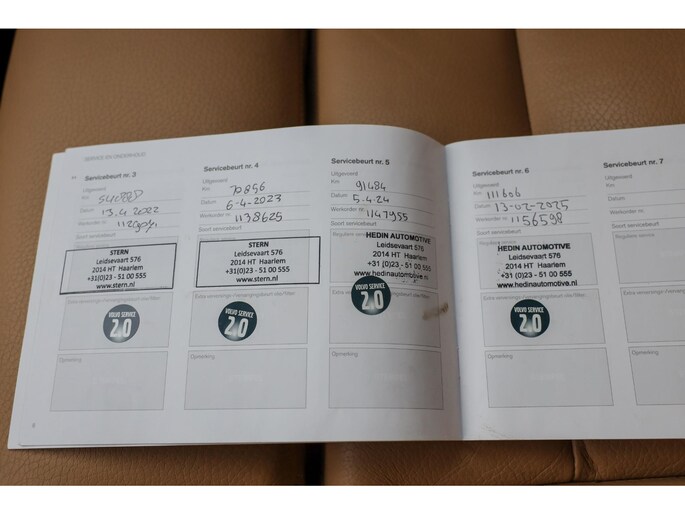 SERVICE EN ONDERHOUD
Servicebeurt nr. 3
Uitgevoerd
Km
Datum 13.4.2022
Werkorder nr
Soort servicebeurt
STERN
Leidsevaart 576
2014 HT Haarlem
+31(0)23 - 51 00 555
www.stern.nl
VOLVO SERVICE
2.0
Opmerking
8
Servicebeurt nr. 4
Uitgevoerd
Km 70856
Datum 6-4-2023
Werkorder nr 1138625
Soort servicebeurt
STERN
Leidsevaart 576
2014 HT Haarlem
+31(0)23 - 51 00 555
www.stern.nl
VOLVO SERVICE
2.0
Opmerking
Servicebeurt nr. 5
Uitgevoerd
Km 91484
Datum 5-4-24
Werkorder nr 1147955
Soort servicebeurt
HEDIN AUTOMOTIVE
Leidsevaart 576
2014 HT Haarlem
+31 (0)23 - 51 00 555
www.hedinautomotive.nl
VOLVO SERVICE
2.0
Opmerking
Servicebeurt nr. 6
Uitgevoerd
Km 111606
Datum 13-02-2025
Werkorder nr 1156598
Soort servicebeurt
HEDIN AUTOMOTIVE
Leidsevaart 576
2014 HT Haarlem
+31 (0)23 - 51 00 555
www.hedinautomotive.nl
VOLVO SERVICE
2.0
Opmerking
Servicebeurt nr. 7
Uitgevoerd
Km
Datum
Werkorder nr
Soort servicebeurt
Opmerking